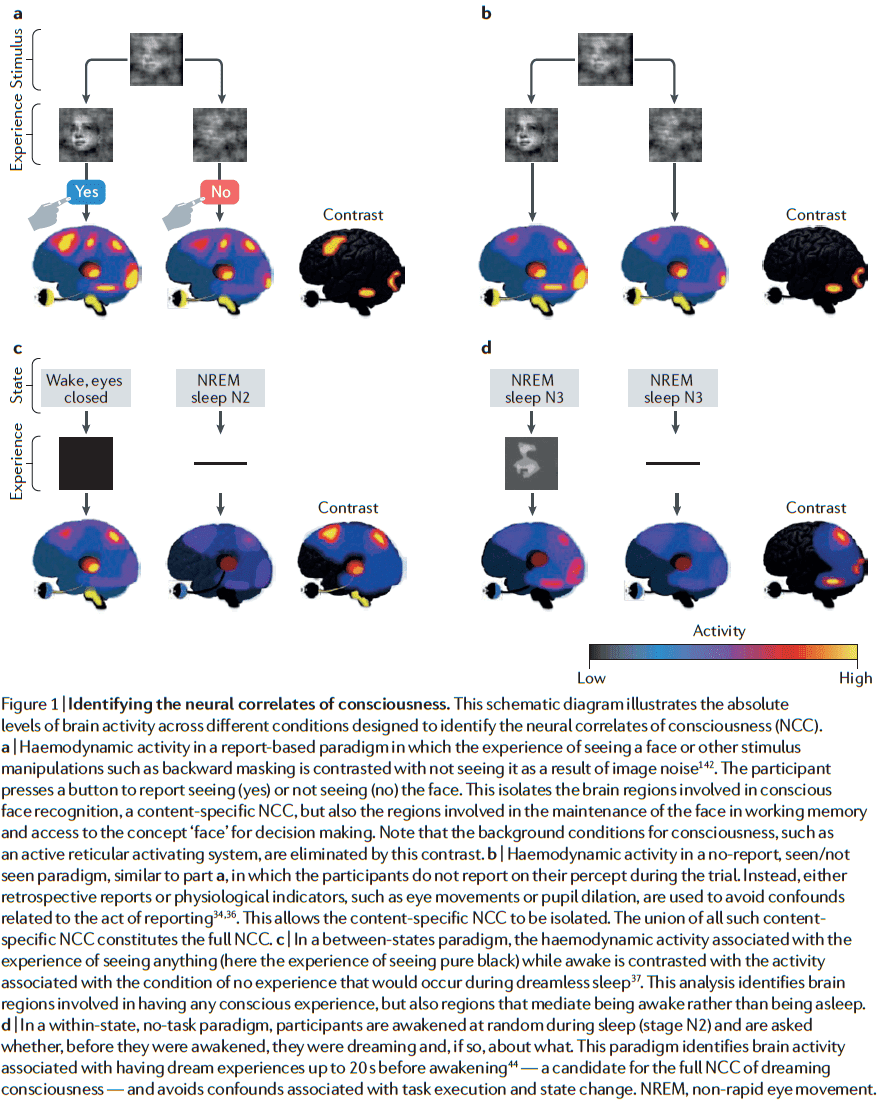 a
b
Stimulus
Experience
Yes
No
Contrast
Contrast
c
d
State
Wake, eyes
closed
NREM
sleep N2
NREM
sleep N3
NREM
sleep N3
Experience
Contrast
Contrast
Activity
Low
High
Figure 1 | Identifying the neural correlates of consciousness. This schematic diagram illustrates the absolute
levels of brain activity across different conditions designed to identify the neural correlates of consciousness (NCC).
a | Haemodynamic activity in a report-based paradigm in which the experience of seeing a face or other stimulus
manipulations such as backward masking is contrasted with not seeing it as a result of image noise142. The participant
presses a button to report seeing (yes) or not seeing (no) the face. This isolates the brain regions involved in conscious
face recognition, a content-specific NCC, but also the regions involved in the maintenance of the face in working memory
and access to the concept ‘face’ for decision making. Note that the background conditions for consciousness, such as
an active reticular activating system, are eliminated by this contrast. b | Haemodynamic activity in a no-report, seen/not
seen paradigm, similar to part a, in which the participants do not report on their percept during the trial. Instead, either
retrospective reports or physiological indicators, such as eye movements or pupil dilation, are used to avoid confounds
related to the act of reporting34,36. This allows the content-specific NCC to be isolated. The union of all such content-
specific NCC constitutes the full NCC. c | In a between-states paradigm, the haemodynamic activity associated with the
experience of seeing anything (here the experience of seeing pure black) while awake is contrasted with the activity
associated with the condition of no experience that would occur during dreamless sleep37. This analysis identifies brain
regions involved in having any conscious experience, but also regions that mediate being awake rather than being asleep.
d | In a within-state, no-task paradigm, participants are awakened at random during sleep (stage N2) and are asked
whether, before they were awakened, they were dreaming and, if so, about what. This paradigm identifies brain activity
associated with having dream experiences up to 20 s before awakening44 — a candidate for the full NCC of dreaming
consciousness — and avoids confounds associated with task execution and state change. NREM, non-rapid eye movement.